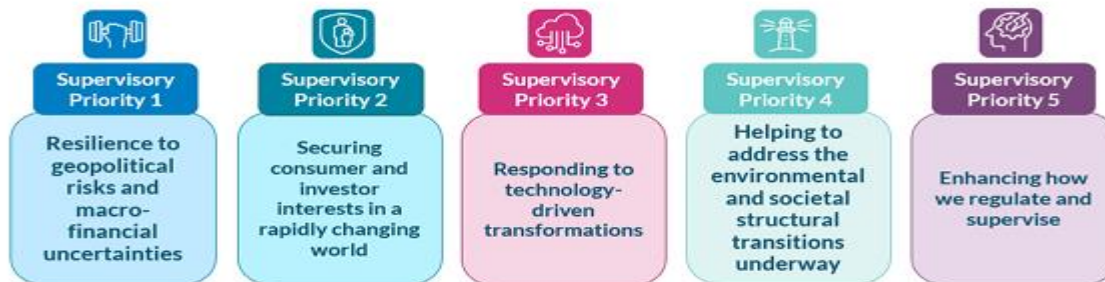 Supervisory
Priority 1
Resilience to
geopolitical
risks and
macro-
financial
uncertainties
Supervisory
Priority 2
Securing
consumer and
investor
interests in a
rapidly changing
world
Supervisory
Priority 3
Responding to
technology-
driven
transformations
Supervisory
Priority 4
Helping to
address the
environmental
and societal
structural
transitions
underway
Supervisory
Priority 5
Enhancing how
we regulate and
supervise